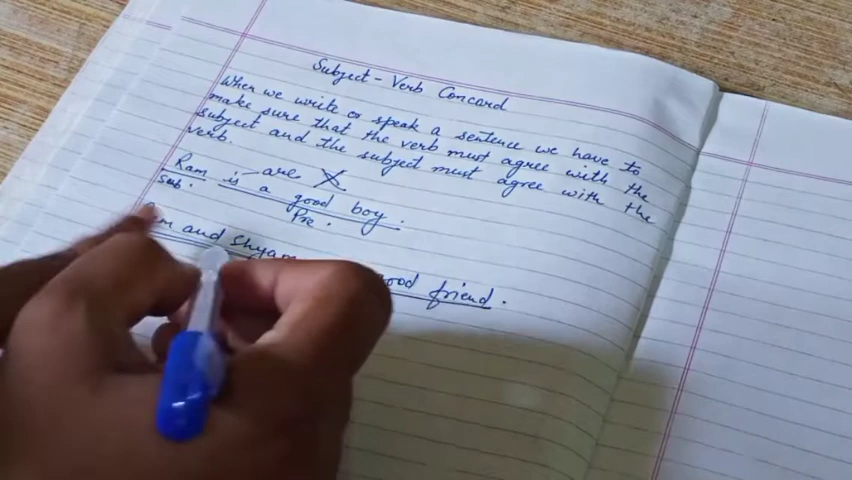 Subject - Verb Concord
When we write or speak a sentence we have to
make sure that the verb must agree with the
subject and the subject must agree with the
verb.
Ram is - are X
a good boy.
Sub. Pre.
and Shyam good friend.